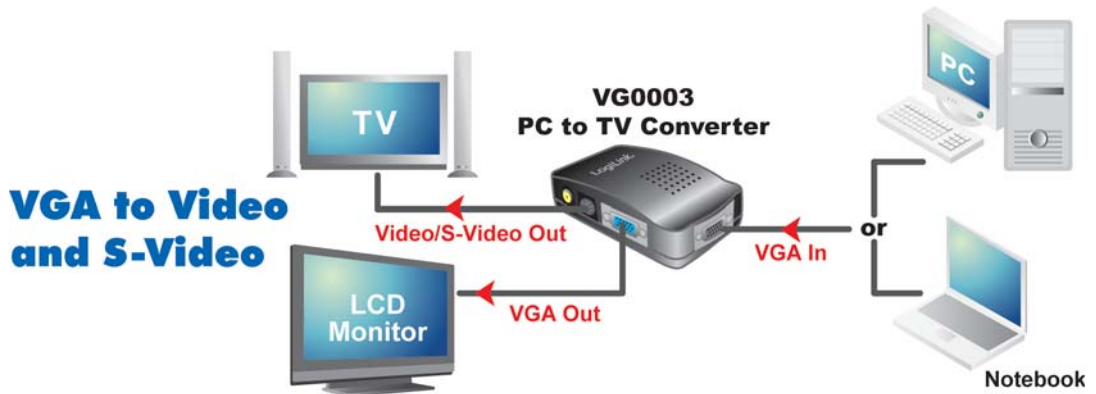 VGA to Video
and S-Video
TV
LCD
Monitor
Video/S-Video Out
VGA Out
VG0003
PC to TV Converter
LogiLink
VGA In
or
PC
Notebook